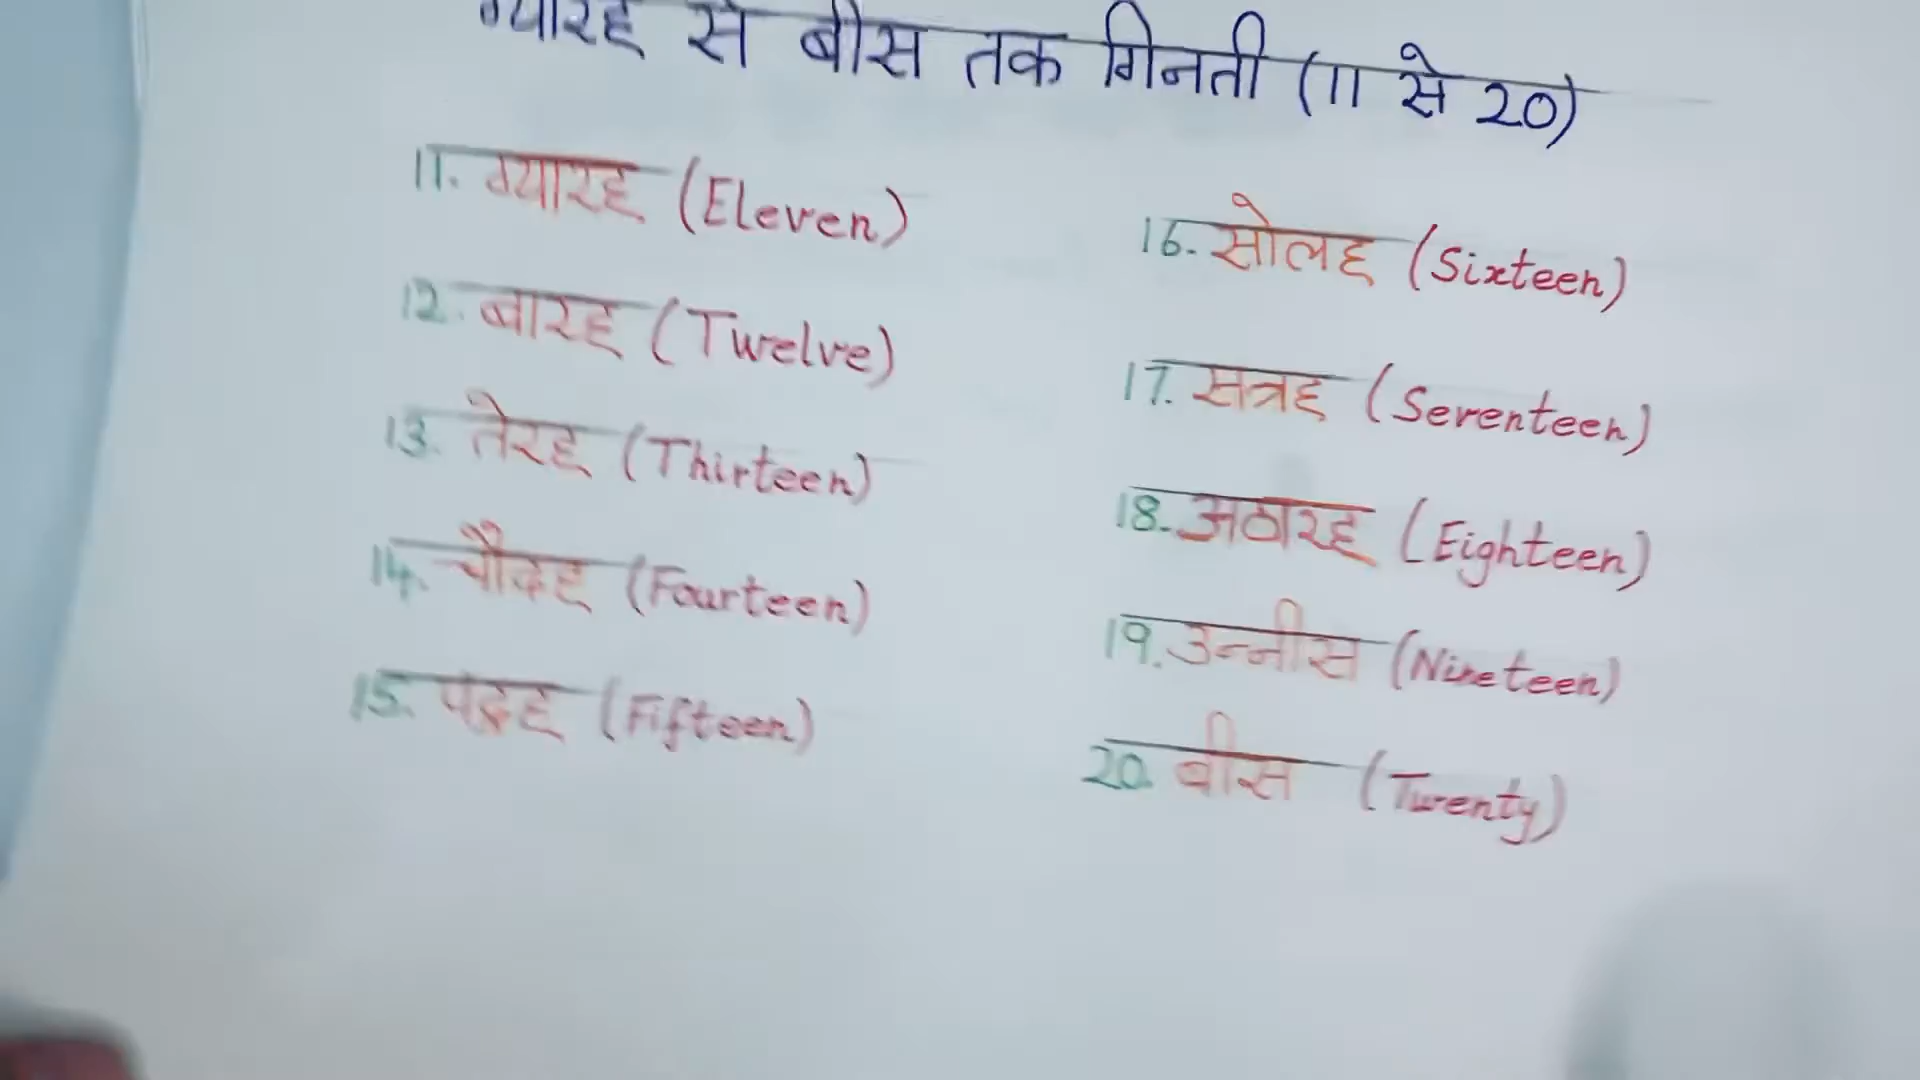 ग्यारह से बीस तक गिनती (11 से 20)
11. ग्यारह (Eleven)
12. बारह (Twelve)
13. तेरह (Thirteen)
14. चौदह (Fourteen)
15. पंद्रह (Fifteen)
16. सोलह (Sixteen)
17. सत्रह (Seventeen)
18. अठारह (Eighteen)
19. उन्नीस (Nineteen)
20. बीस (Twenty)